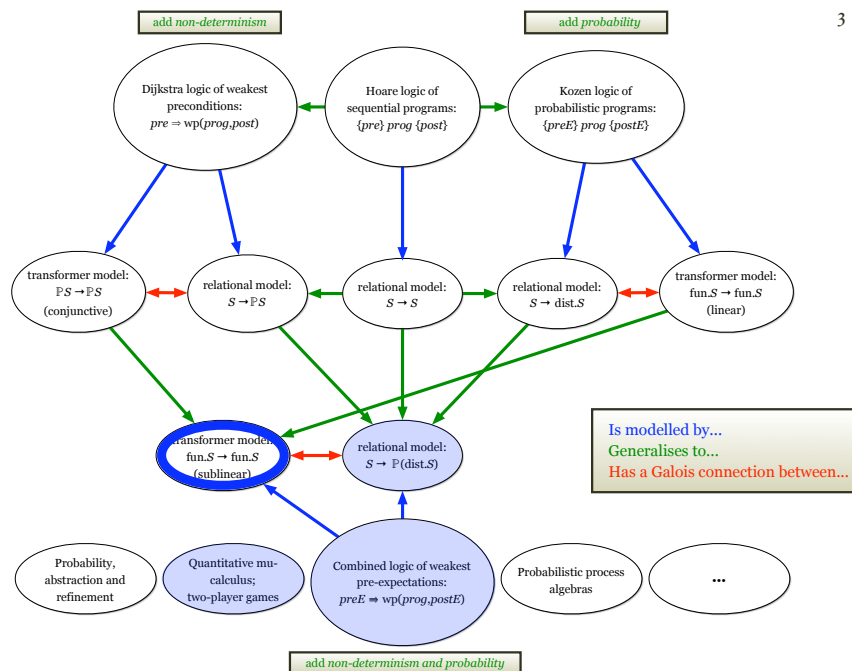 3
add non-determinism
add probability
Dijkstra logic of weakest
preconditions:
pre ⇒ wp(prog,post)
Hoare logic of
sequential programs:
{pre} prog {post}
Kozen logic of
probabilistic programs:
{preE} prog {postE}
transformer model:
ℙS →ℙS
(conjunctive)
relational model:
S →ℙS
relational model:
S → S
relational model:
S → dist.S
transformer model:
fun.S → fun.S
(linear)
transformer model:
fun.S → fun.S
(sublinear)
relational model:
S → ℙ(dist.S)
Is modelled by...
Generalises to...
Has a Galois connection between...
Probability,
abstraction and
refinement
Quantitative mu-
calculus;
two-player games
Combined logic of weakest
pre-expectations:
preE ⇛ wp(prog,postE)
Probabilistic process
algebras
...
add non-determinism and probability